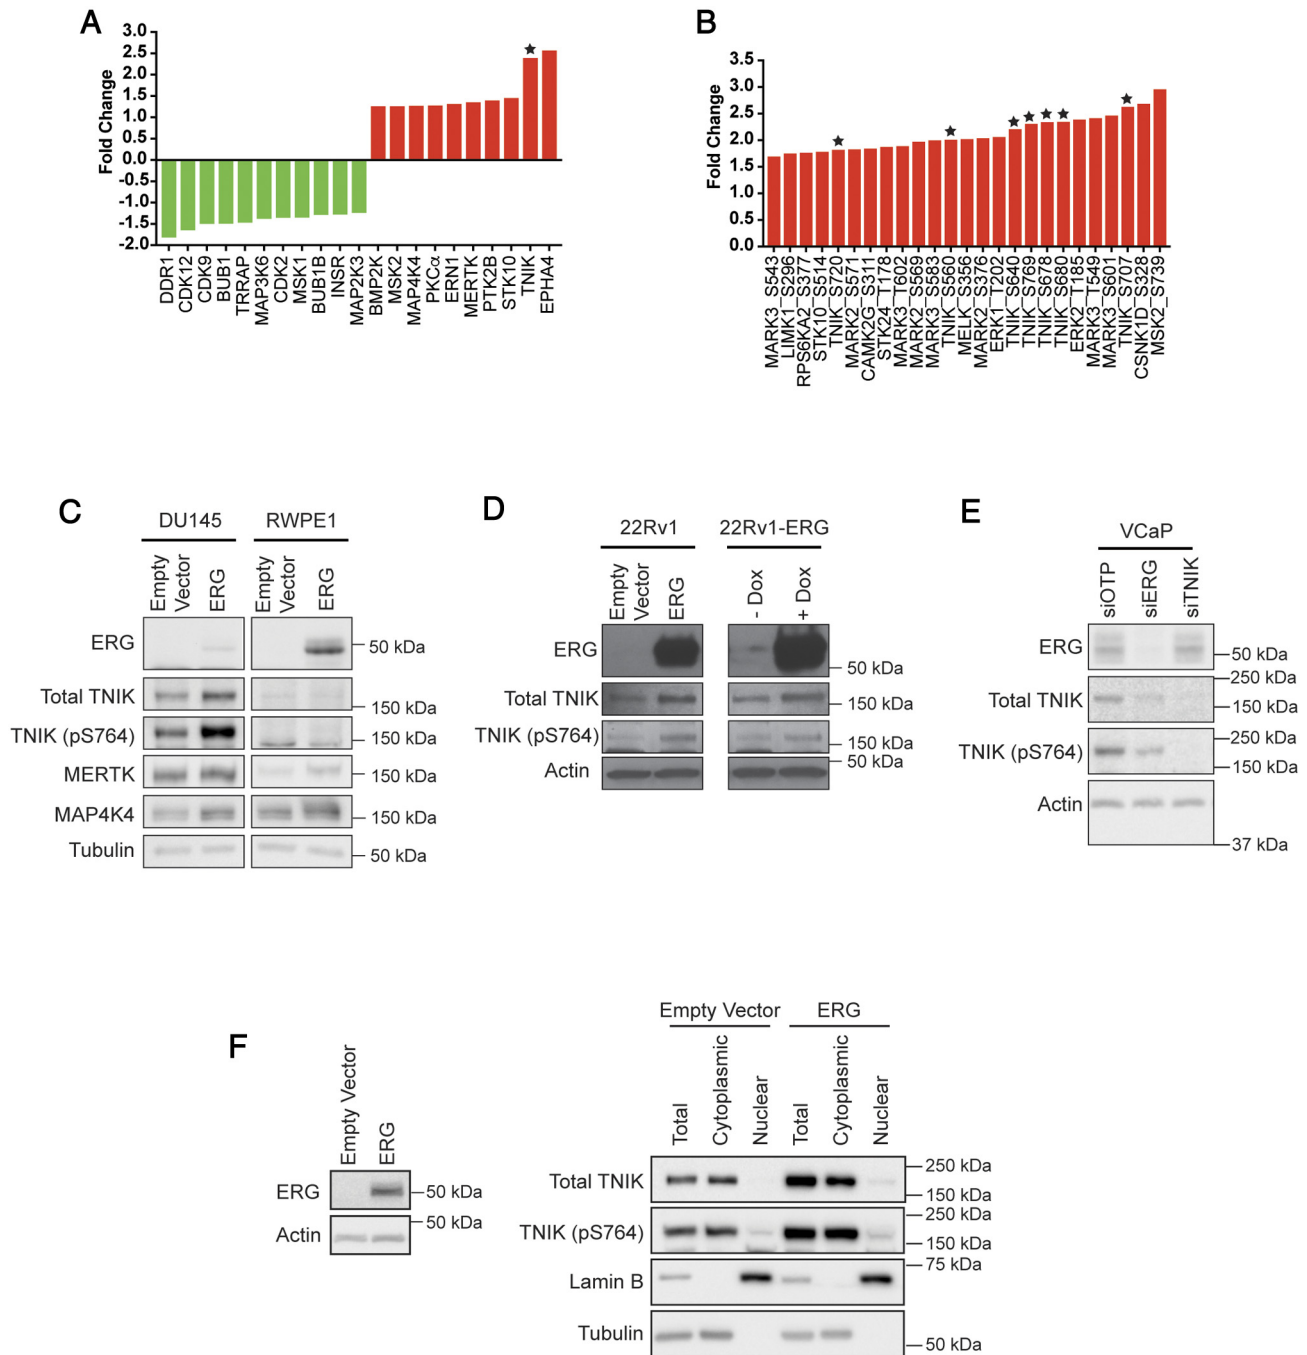 A
Fold Change
3.0
2.5
2.0
1.5
1.0
0.5
0.0
-0.5
-1.0
-1.5
-2.0
DDR1
CDK12
CDK9
BUB1
TRRAP
MAP3K6
CDK2
MSK1
BUB1B
INSR
MAP2K3
BMP2K
MSK2
MAP4K4
PKCα
ERN1
MERTK
PTK2B
STK10
TNIK
EPHA4
B
Fold Change
3.5
3.0
2.5
2.0
1.5
1.0
0.5
0.0
MARK3_S543
LIMK1_S296
RPS6KA2_S377
STK10_S514
TNIK_S720
MARK2_S571
CAMK2G_S311
STK24_T178
MARK3_T602
MARK2_S569
MARK3_S583
TNIK_S560
MELK_S356
MARK2_S376
ERK1_T202
TNIK_S640
TNIK_S769
TNIK_S678
TNIK_S680
ERK2_T185
MARK3_T549
MARK3_S601
TNIK_S707
CSNK1D_S328
MSK2_S739
C
DU145 RWPE1
Empty Vector ERG Empty Vector ERG
ERG 50 kDa
Total TNIK 150 kDa
TNIK (pS764) 150 kDa
MERTK 150 kDa
MAP4K4 150 kDa
Tubulin 50 kDa
D
22Rv1 22Rv1-ERG
Empty Vector ERG - Dox + Dox
ERG 50 kDa
Total TNIK 150 kDa
TNIK (pS764) 150 kDa
Actin 50 kDa
E
VCaP
siOTP siERG siTNIK
ERG 50 kDa
250 kDa
Total TNIK 150 kDa
250 kDa
TNIK (pS764) 150 kDa
Actin
37 kDa
F
Empty Vector ERG
ERG 50 kDa
50 kDa
Actin
Empty Vector ERG
Total Cytoplasmic Nuclear Total Cytoplasmic Nuclear
250 kDa
Total TNIK 150 kDa
250 kDa
TNIK (pS764) 150 kDa
75 kDa
Lamin B
Tubulin 50 kDa